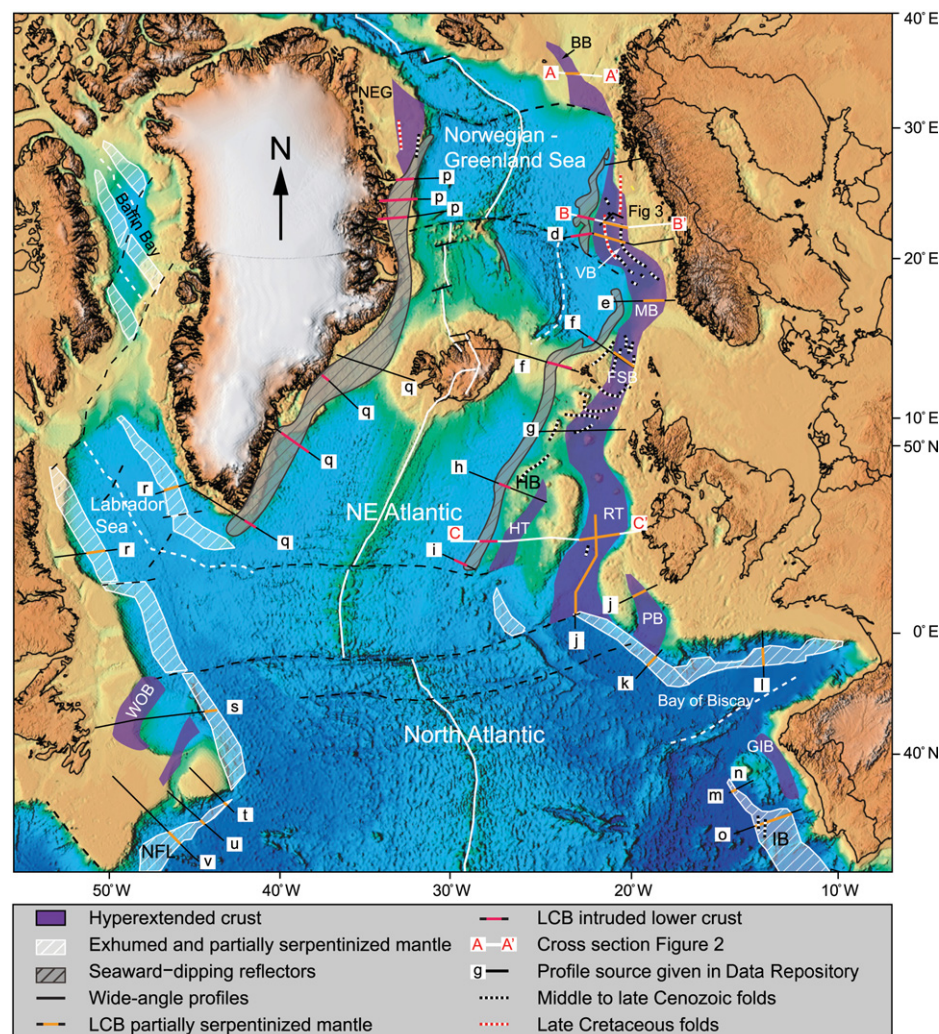 40° E
BB
A
A'
NEG
Norwegian -
Greenland Sea
30° E
N
p
p
p
Baffin Bay
Fig 3
B
B'
d
VB
20° E
e
MB
f
f
FSB
q
q
10° E
g
50° N
q
h
HB
r
Labrador
Sea
NE Atlantic
RT
HT
C
C'
q
r
i
j
PB
j
0° E
k
l
WOB
Bay of Biscay
s
North Atlantic
GIB
40° N
n
m
t
o
u
NFL
v
IB
50° W
40° W
30° W
20° W
10° W
Hyperextended crust
LCB intruded lower crust
Exhumed and partially serpentinized mantle
A A' Cross section Figure 2
Seaward-dipping reflectors
g Profile source given in Data Repository
Wide-angle profiles
Middle to late Cenozoic folds
LCB partially serpentinized mantle
Late Cretaceous folds